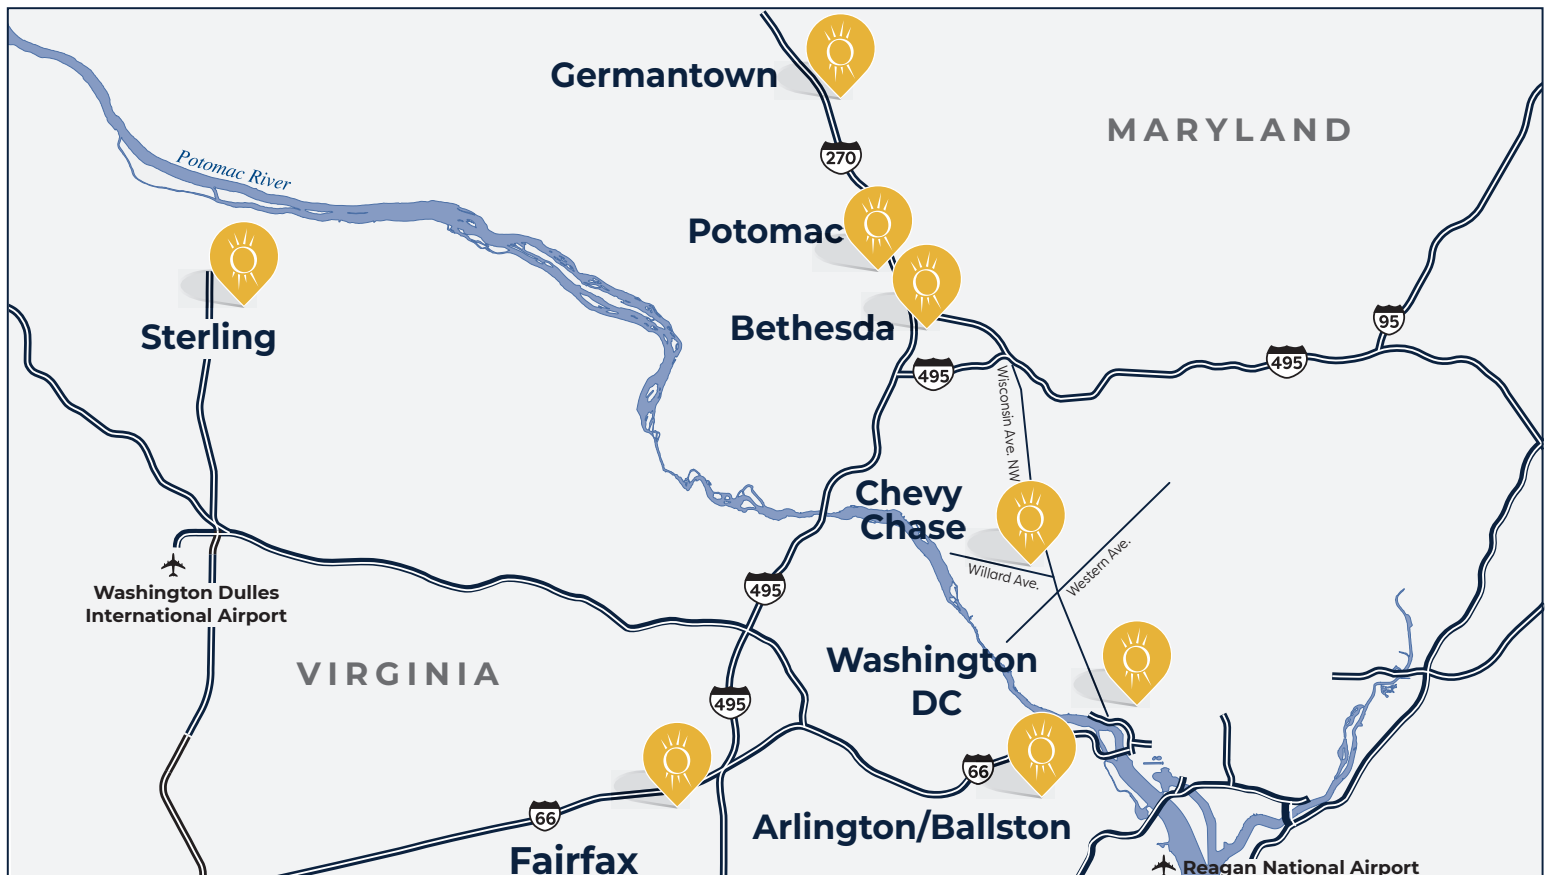 Germantown
MARYLAND
270
Potomac River
Potomac
Sterling
Bethesda
95
495
495
Wisconsin Ave. NW
Chevy
Chase
Willard Ave.
Western Ave.
Washington Dulles
International Airport
495
VIRGINIA
Washington
DC
495
66
66
Arlington/Ballston
Fairfax
Reagan National Airport